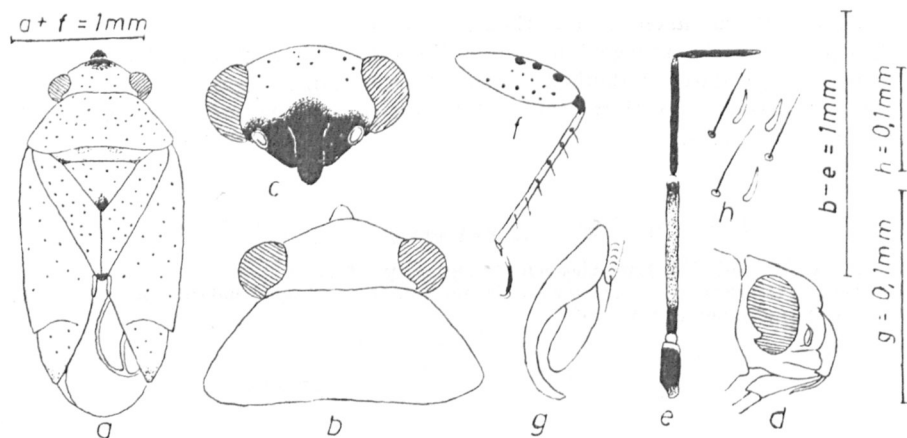 a + f = 1mm
c
f
h
b-e = 1mm
h = 0,1mm
g = 0,1mm
a
b
g
e
d